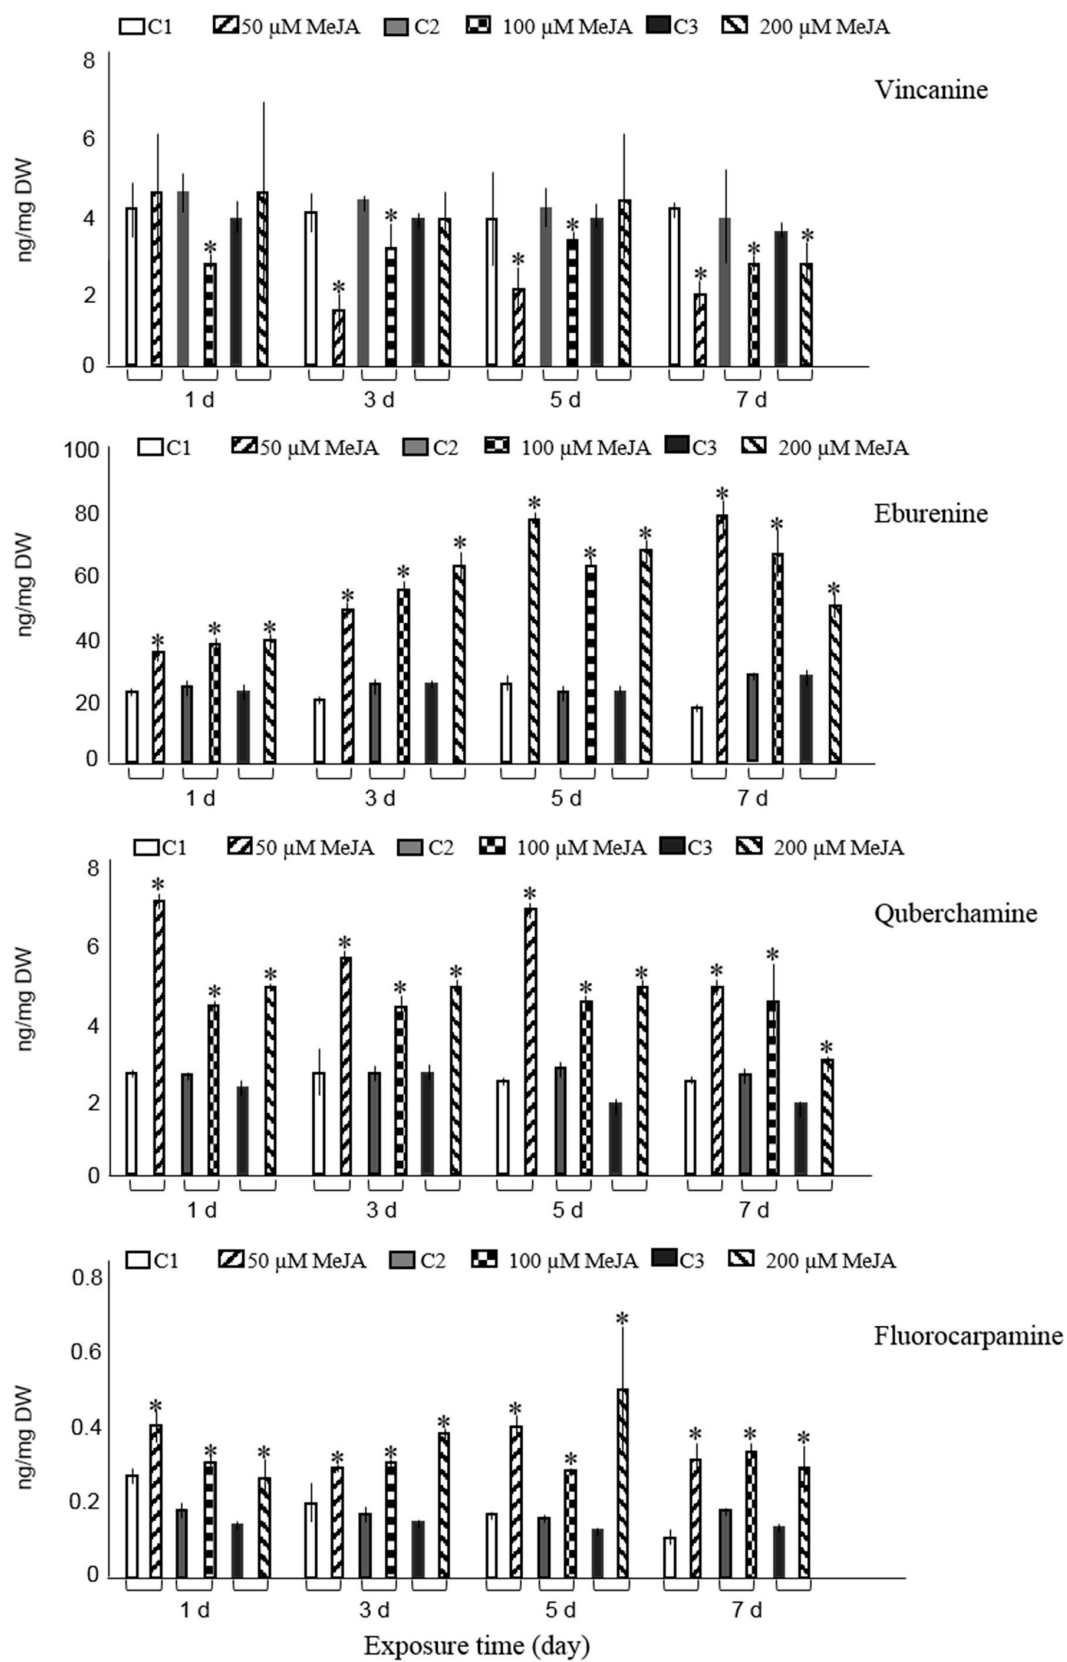 C1 50 µM MeJA C2 100 µM MeJA C3 200 µM MeJA
Vincanine
ng/mg DW
8
6
4
2
0
* * * * * * * *
1 d 3 d 5 d 7 d
C1 50 µM MeJA C2 100 µM MeJA C3 200 µM MeJA
Eburenine
ng/mg DW
100
80
60
40
20
0
* * * * * * * * * * * *
1 d 3 d 5 d 7 d
C1 50 µM MeJA C2 100 µM MeJA C3 200 µM MeJA
Quberchamine
ng/mg DW
8
6
4
2
0
* * * * * * * * * * * *
1 d 3 d 5 d 7 d
C1 50 µM MeJA C2 100 µM MeJA C3 200 µM MeJA
Fluorocarpamine
ng/mg DW
0.8
0.6
0.4
0.2
0
* * * * * * * * * * * *
1 d 3 d 5 d 7 d
Exposure time (day)